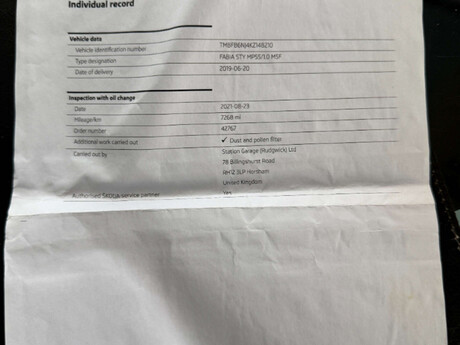 Individual record
Vehicle data
Vehicle identification number TMBFB6NJ4KZ148210
Type designation FABIA STY MP55/1.0 M5F
Date of delivery 2019-06-20
Inspection with oil change
Date 2021-08-23
Mileage/km 7268 mi
Order number 42767
Additional work carried out ✓ Dust and pollen filter
Carried out by Station Garage (Rudgwick) Ltd
78 Billingshurst Road
RH12 3LP Horsham
United Kingdom
Authorised ŠKODA service partner Yes